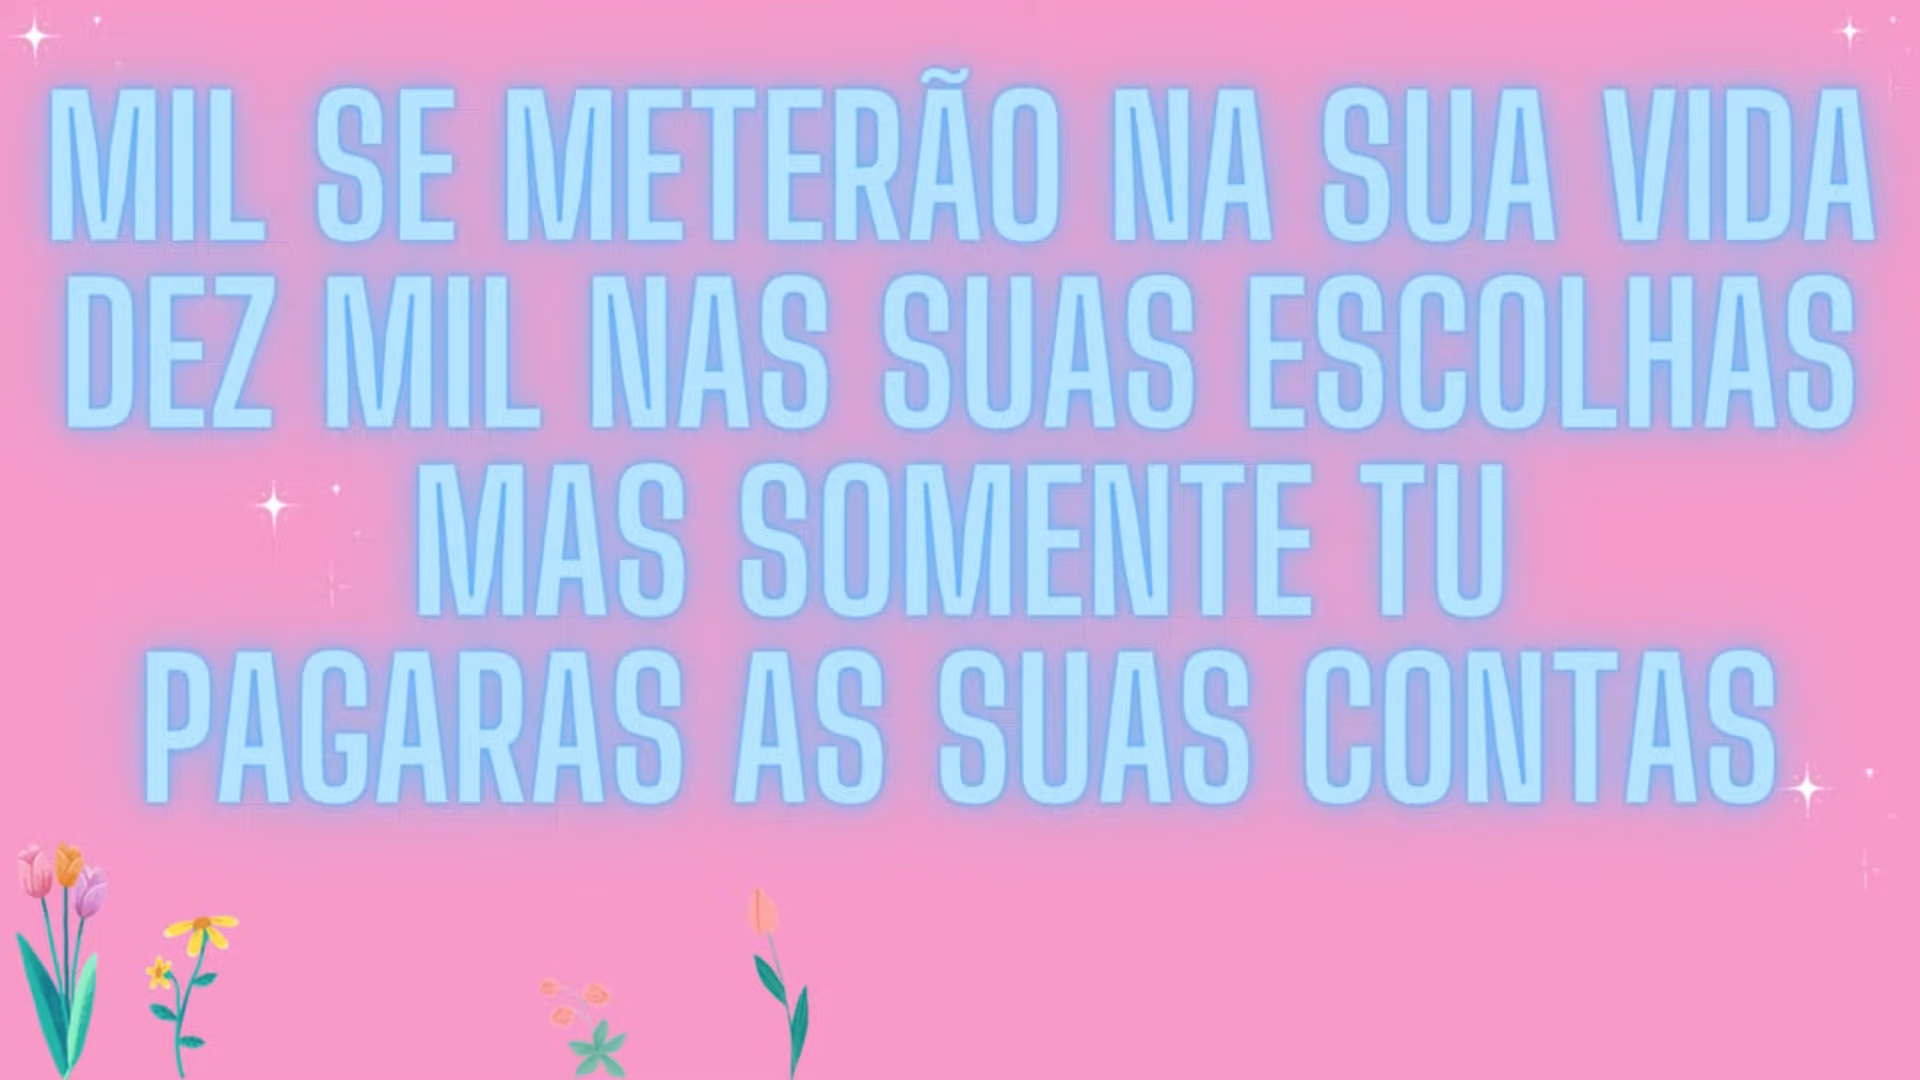 MIL SE METERÃO NA SUA VIDA
DEZ MIL NAS SUAS ESCOLHAS
MAS SOMENTE TU
PAGARAS AS SUAS CONTAS